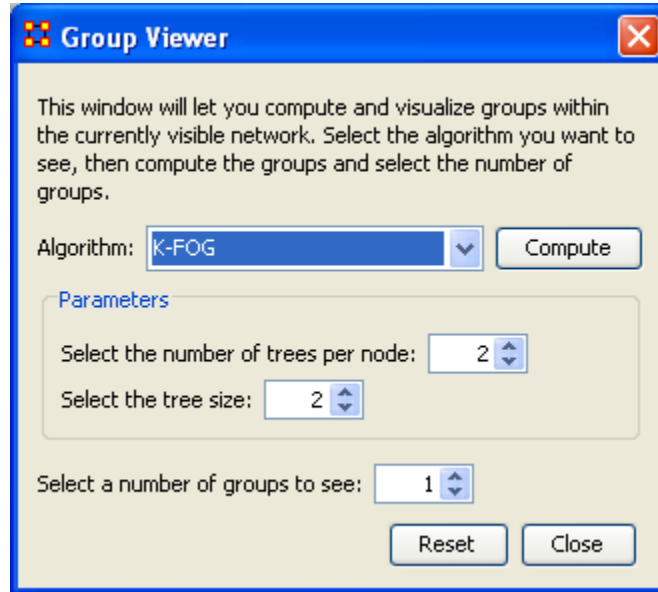 Group Viewer
This window will let you compute and visualize groups within
the currently visible network. Select the algorithm you want to
see, then compute the groups and select the number of
groups.
Algorithm: K-FOG Compute
Parameters
Select the number of trees per node: 2
Select the tree size: 2
Select a number of groups to see: 1
Reset Close